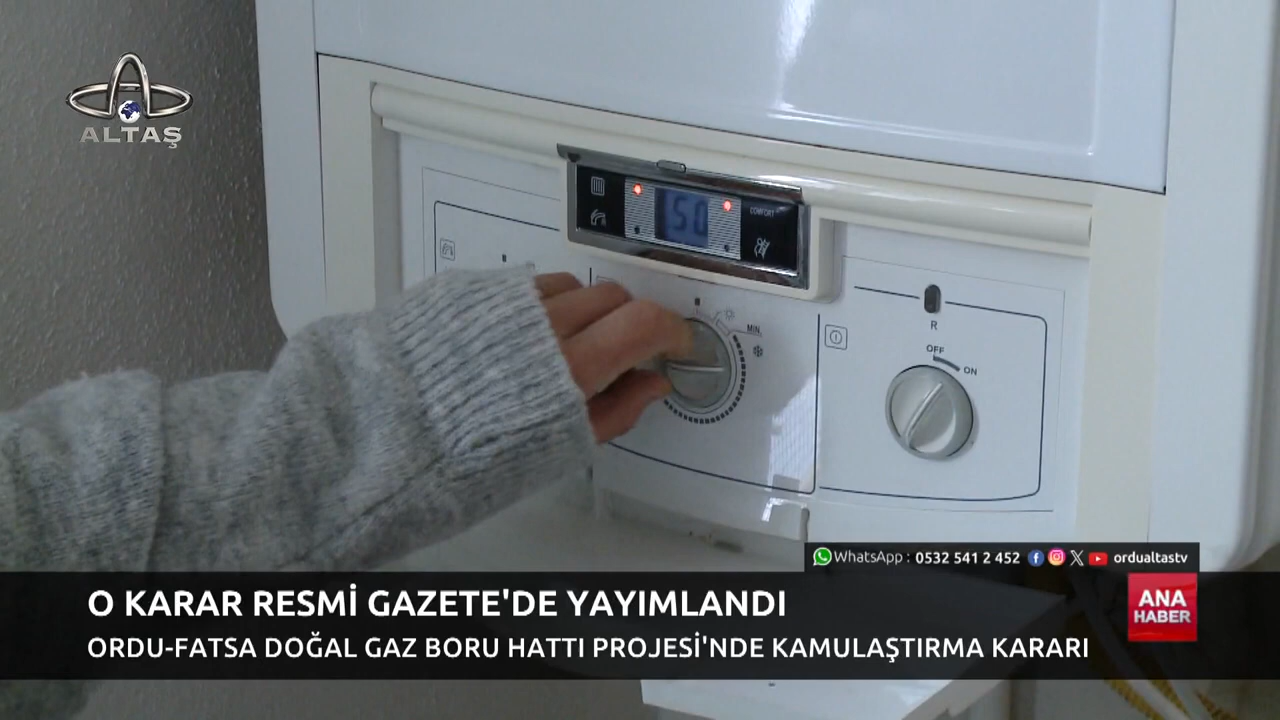 ALTAŞ
50
COMFORT
MIN
R
OFF
ON
WhatsApp : 0532 541 2 452
ordualtastv
O KARAR RESMİ GAZETE'DE YAYIMLANDI
ANA
HABER
ORDU-FATSA DOĞAL GAZ BORU HATTI PROJESİ'NDE KAMULAŞTIRMA KARARI